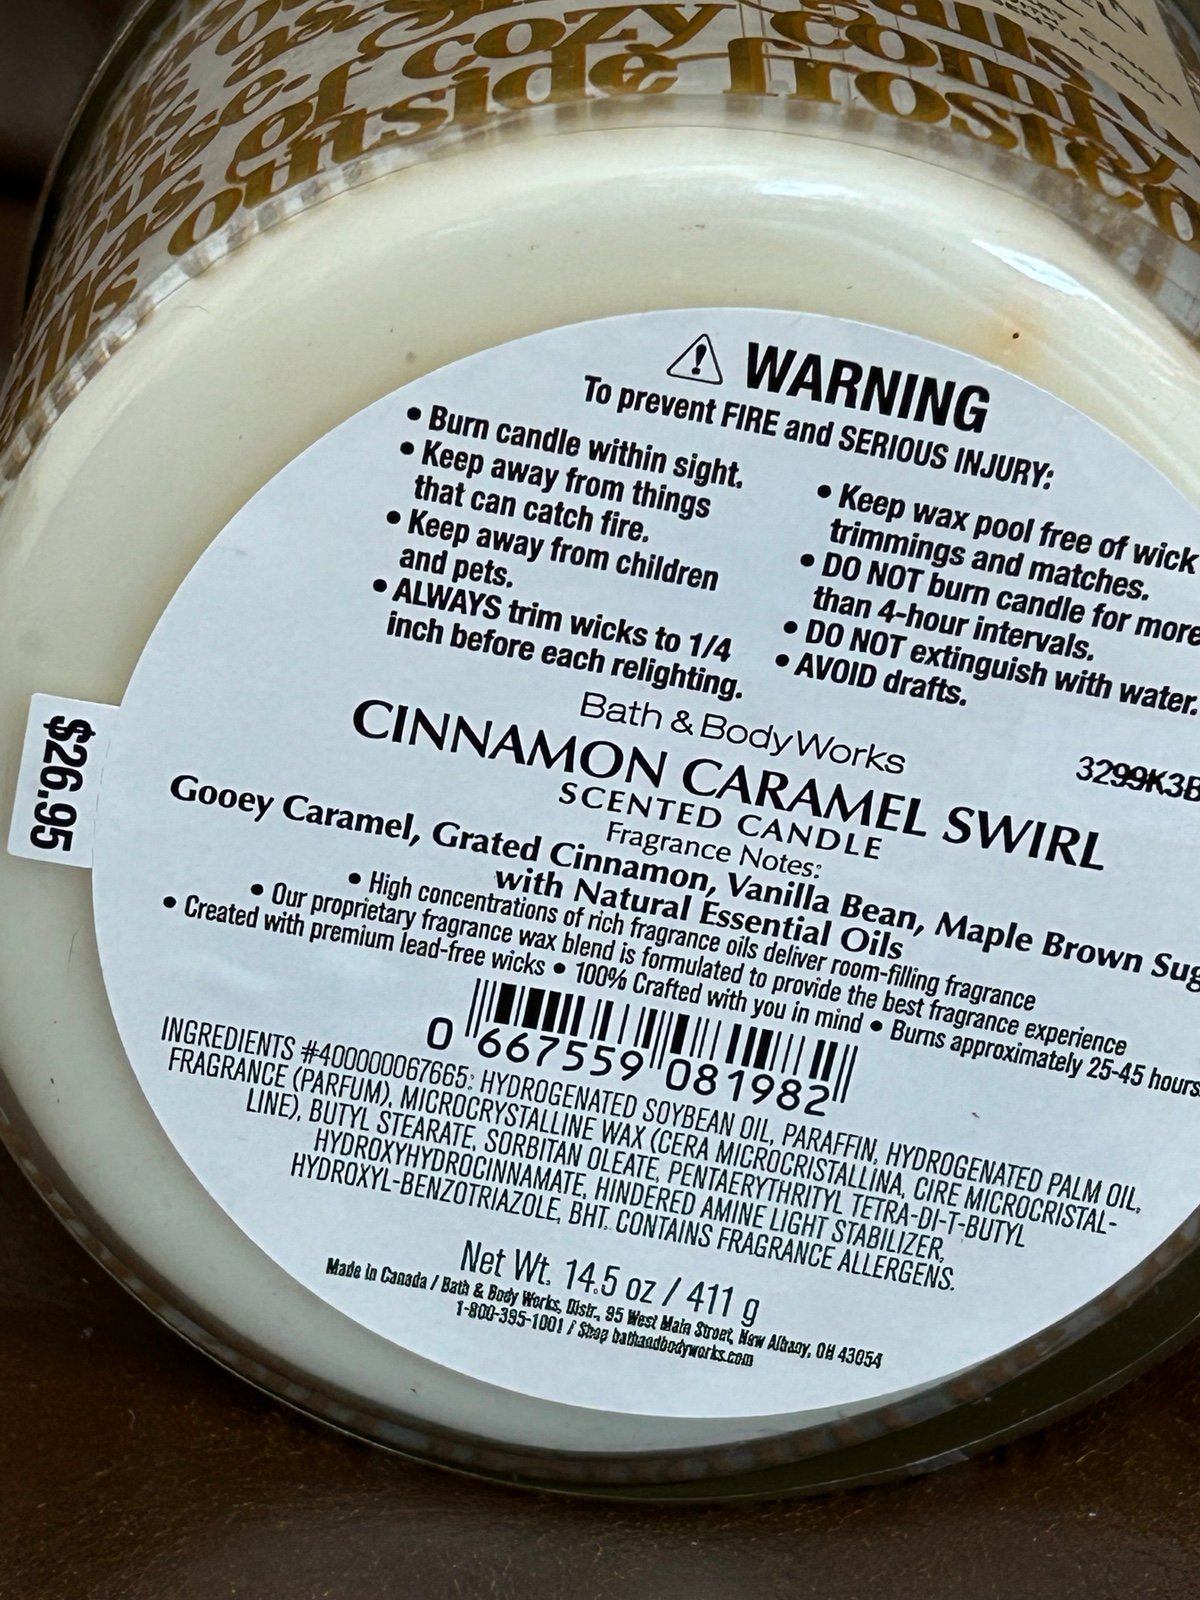 of cozy comfy
outside froste
WARNING
To prevent FIRE and SERIOUS INJURY:
• Burn candle within sight.
• Keep away from things
that can catch fire.
• Keep away from children
and pets.
• ALWAYS trim wicks to 1/4
inch before each relighting.
• Keep wax pool free of wick
trimmings and matches.
• DO NOT burn candle for more
than 4-hour intervals.
• DO NOT extinguish with water.
• AVOID drafts.
Bath & Body Works
3299K3B
CINNAMON CARAMEL SWIRL
SCENTED CANDLE
Fragrance Notes:
Gooey Caramel, Grated Cinnamon, Vanilla Bean, Maple Brown Sug
with Natural Essential Oils
• High concentrations of rich fragrance oils deliver room-filling fragrance
• Our proprietary fragrance wax blend is formulated to provide the best fragrance experience
• Created with premium lead-free wicks • 100% Crafted with you in mind • Burns approximately 25-45 hours
0 667559 081982
INGREDIENTS #400000067665: HYDROGENATED SOYBEAN OIL, PARAFFIN, HYDROGENATED PALM OIL,
FRAGRANCE (PARFUM), MICROCRYSTALLINE WAX (CERA MICROCRISTALLINA, CIRE MICROCRISTAL-
LINE), BUTYL STEARATE, SORBITAN OLEATE, PENTAERYTHRITYL TETRA-DI-T-BUTYL
HYDROXYHYDROCINNAMATE, HINDERED AMINE LIGHT STABILIZER,
HYDROXYL-BENZOTRIAZOLE, BHT. CONTAINS FRAGRANCE ALLERGENS.
Net Wt. 14.5 oz / 411 g
Made in Canada / Bath & Body Works, Distr., 95 West Main Street, New Albany, OH 43054
1-800-395-1001 / Shop bathandbodyworks.com
$26.95